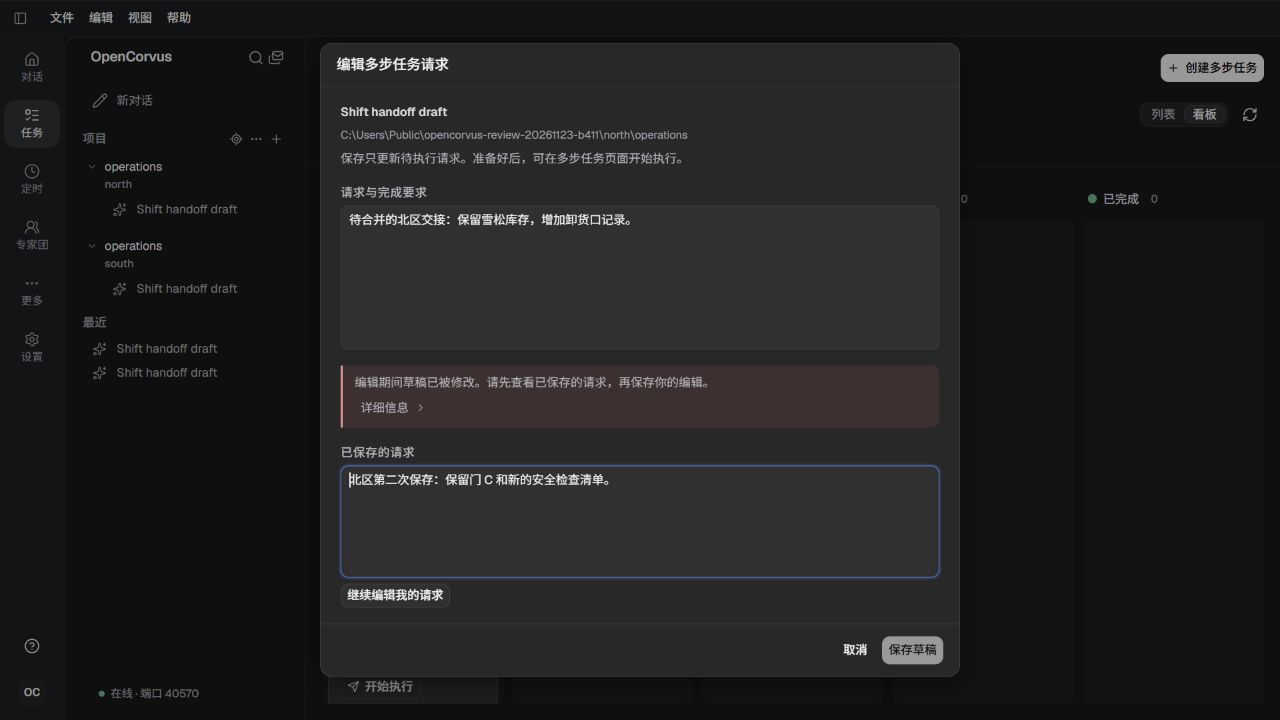 文件 编辑 视图 帮助
对话
任务
定时
专家团
更多
设置
OC
OpenCorvus
新对话
项目
operations
north
Shift handoff draft
operations
south
Shift handoff draft
最近
Shift handoff draft
Shift handoff draft
在线 · 端口 40570
+ 创建多步任务
列表 看板
0
已完成 0
开始执行
编辑多步任务请求
Shift handoff draft
C:\Users\Public\opencorvus-review-20261123-b411\north\operations
保存只更新待执行请求。准备好后，可在多步任务页面开始执行。
请求与完成要求
待合并的北区交接：保留雪松库存，增加卸货口记录。
编辑期间草稿已被修改。请先查看已保存的请求，再保存你的编辑。
详细信息
已保存的请求
北区第二次保存：保留门 C 和新的安全检查清单。
继续编辑我的请求
取消 保存草稿